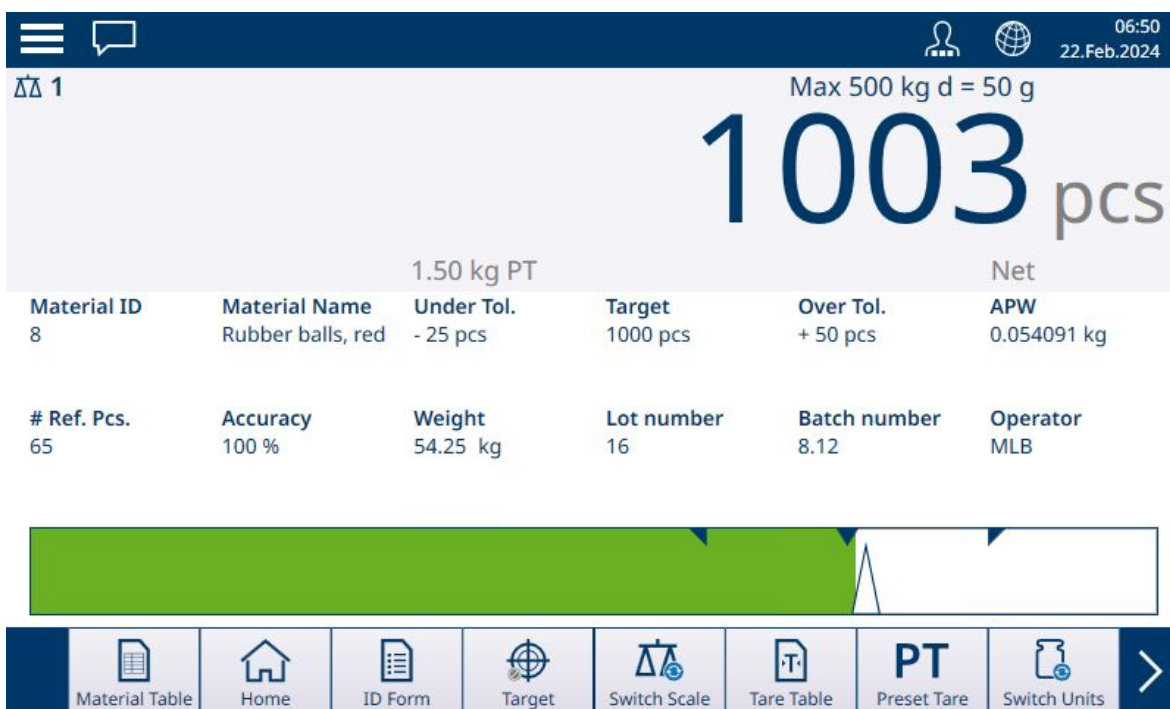 06:50
22.Feb.2024
1
Max 500 kg d = 50 g
1003 pcs
1.50 kg PT
Net
Material ID
Material Name
Under Tol.
Target
Over Tol.
APW
8
Rubber balls, red
- 25 pcs
1000 pcs
+ 50 pcs
0.054091 kg
# Ref. Pcs.
Accuracy
Weight
Lot number
Batch number
Operator
65
100 %
54.25 kg
16
8.12
MLB
T
PT
Material Table
Home
ID Form
Target
Switch Scale
Tare Table
Preset Tare
Switch Units